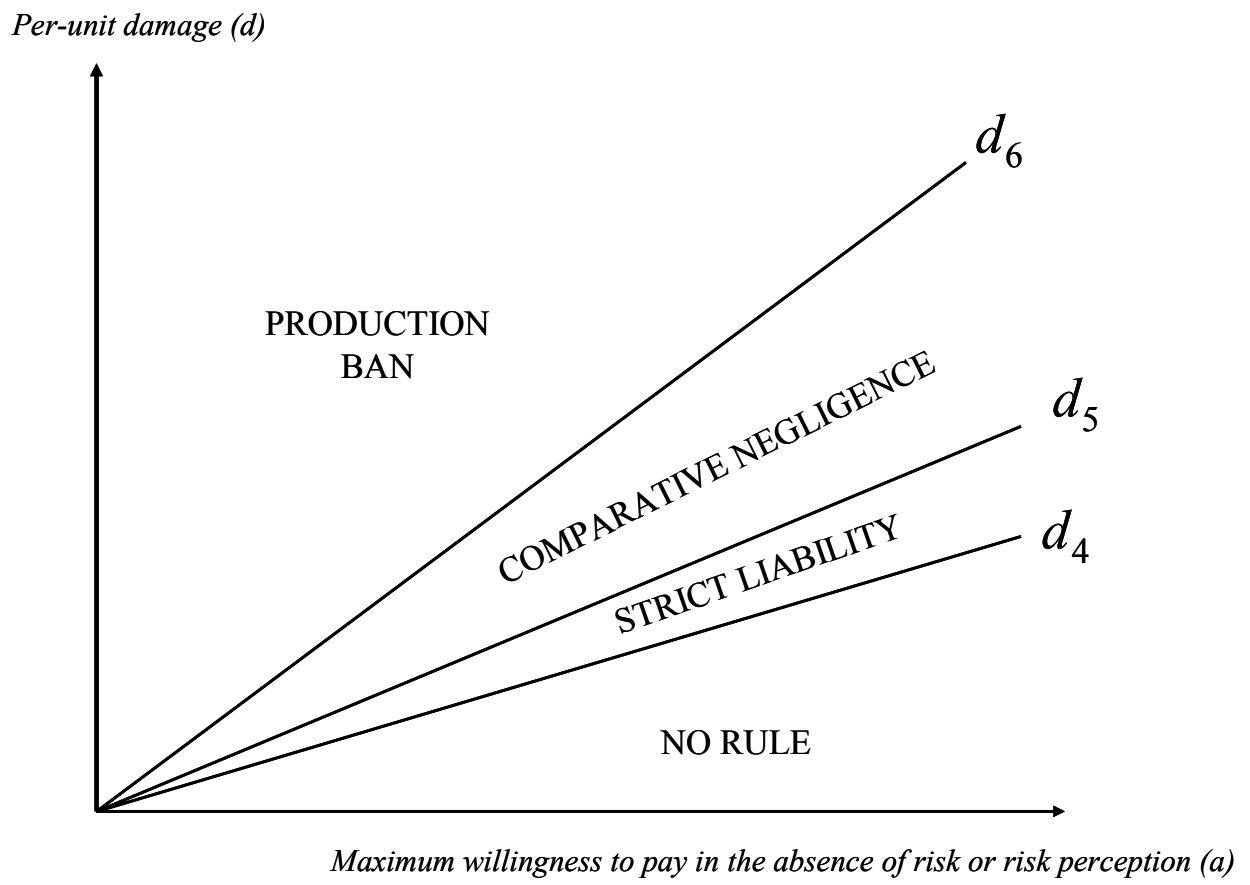 Per-unit damage (d)
d6
PRODUCTION
BAN
COMPARATIVE NEGLIGENCE
d5
STRICT LIABILITY
d4
NO RULE
Maximum willingness to pay in the absence of risk or risk perception (a)